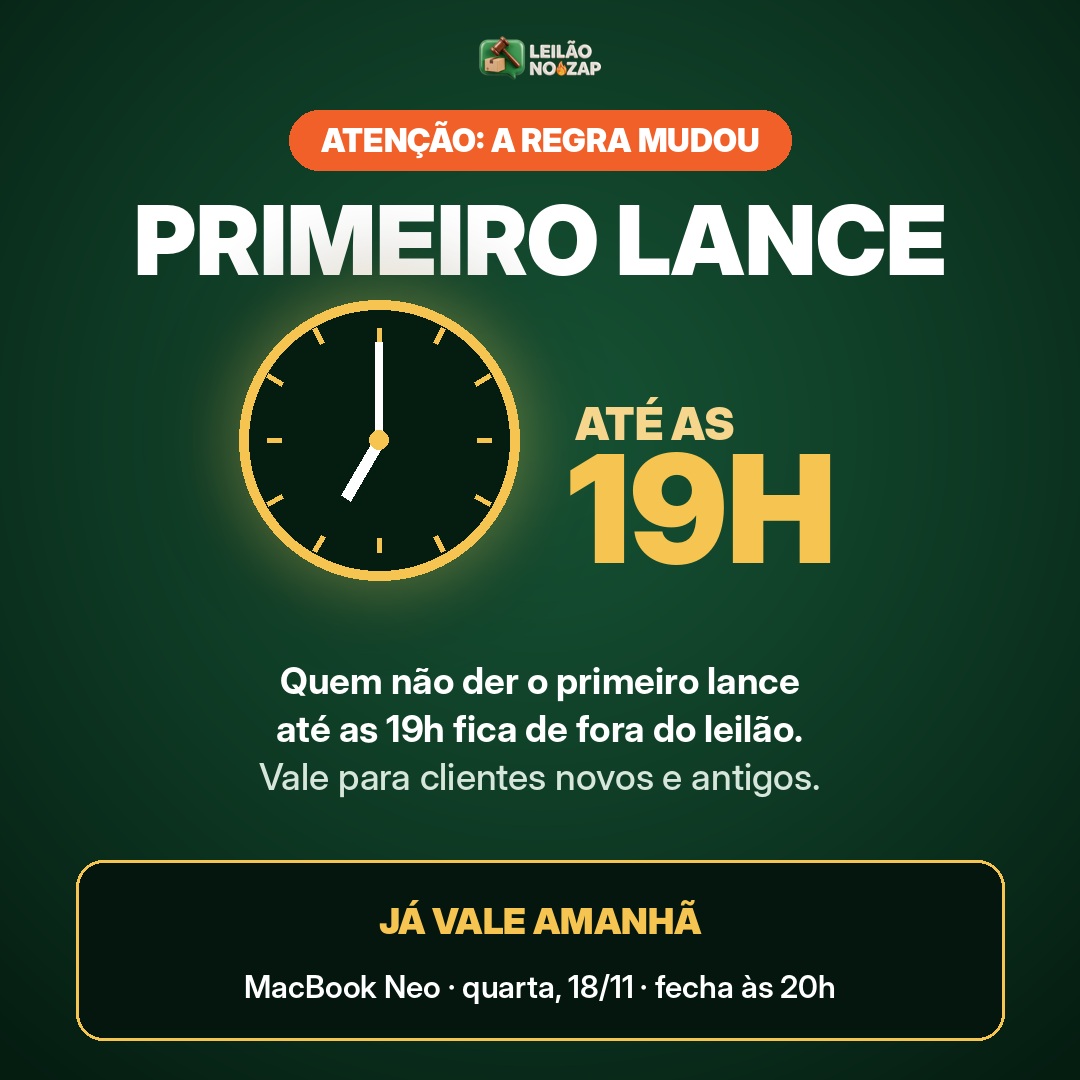 LEILÃO
NO ZAP
ATENÇÃO: A REGRA MUDOU
PRIMEIRO LANCE
ATÉ AS
19H
Quem não der o primeiro lance
até as 19h fica de fora do leilão.
Vale para clientes novos e antigos.
JÁ VALE AMANHÃ
MacBook Neo · quarta, 18/11 · fecha às 20h